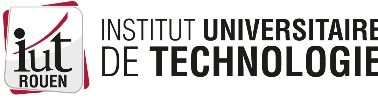 iut
ROUEN
INSTITUT UNIVERSITAIRE
DE TECHNOLOGIE